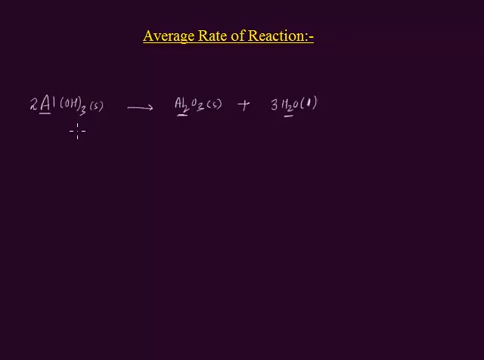 Average Rate of Reaction:-
2Al(OH)₃(s) ⟶ Al₂O₃(s) + 3H₂O(l)